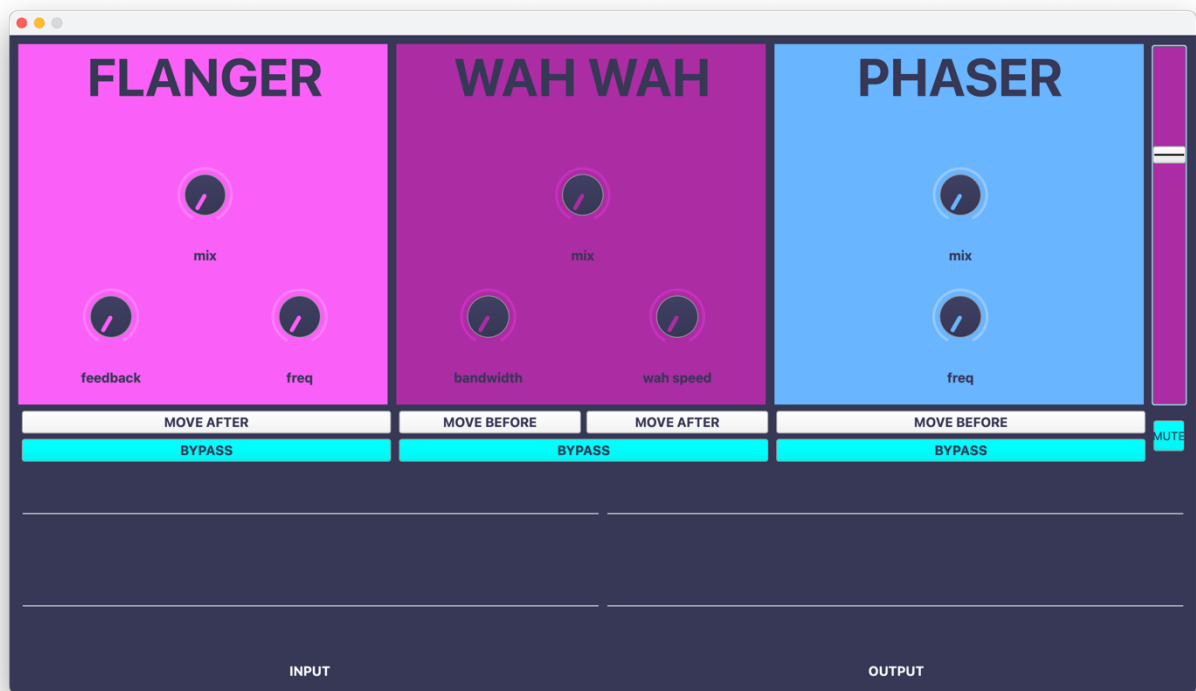 FLANGER
WAH WAH
PHASER
mix
mix
mix
feedback
freq
bandwidth
wah speed
freq
MOVE AFTER
MOVE BEFORE
MOVE AFTER
MOVE BEFORE
MUTE
BYPASS
BYPASS
BYPASS
INPUT
OUTPUT